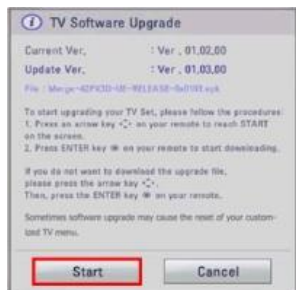 TV Software Upgrade
Current Ver. : Ver . 01.02.00
Update Ver. : Ver . 01.03.00
To start upgrading your TV Set, please follow the procedures:
1. Press an arrow key on your remote to reach START
on the screen.
2. Press ENTER key on your remote to start downloading.
If you do not want to download the upgrade file,
please press the arrow key
Then, press the ENTER key on your remote.
Sometimes software upgrade may cause the reset of your custom-
ized TV menu.
Start Cancel